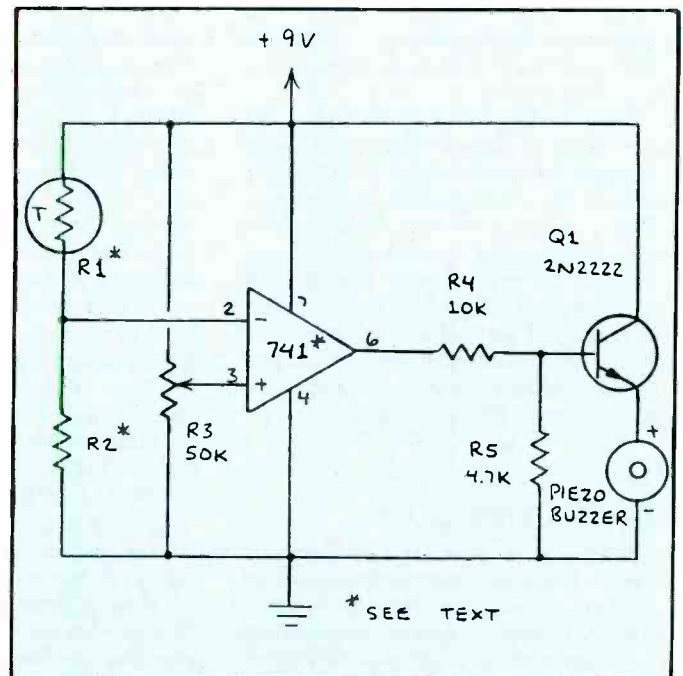 + 9V
T
R1*
2
7
-
741*
6
3
+
4
R2*
R3
50K
R4
10K
Q1
2N2222
R5
4.7K
+
PIEZO
BUZZER
-
* SEE TEXT